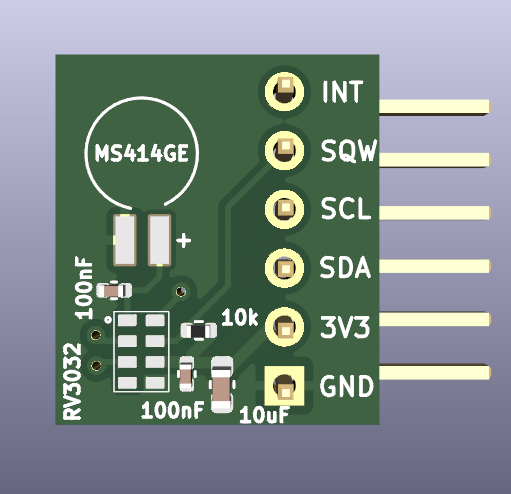 INT
MS414GE
SQW
SCL
+
SDA
100nF
10k
3V3
RV3032
GND
100nF
10uF